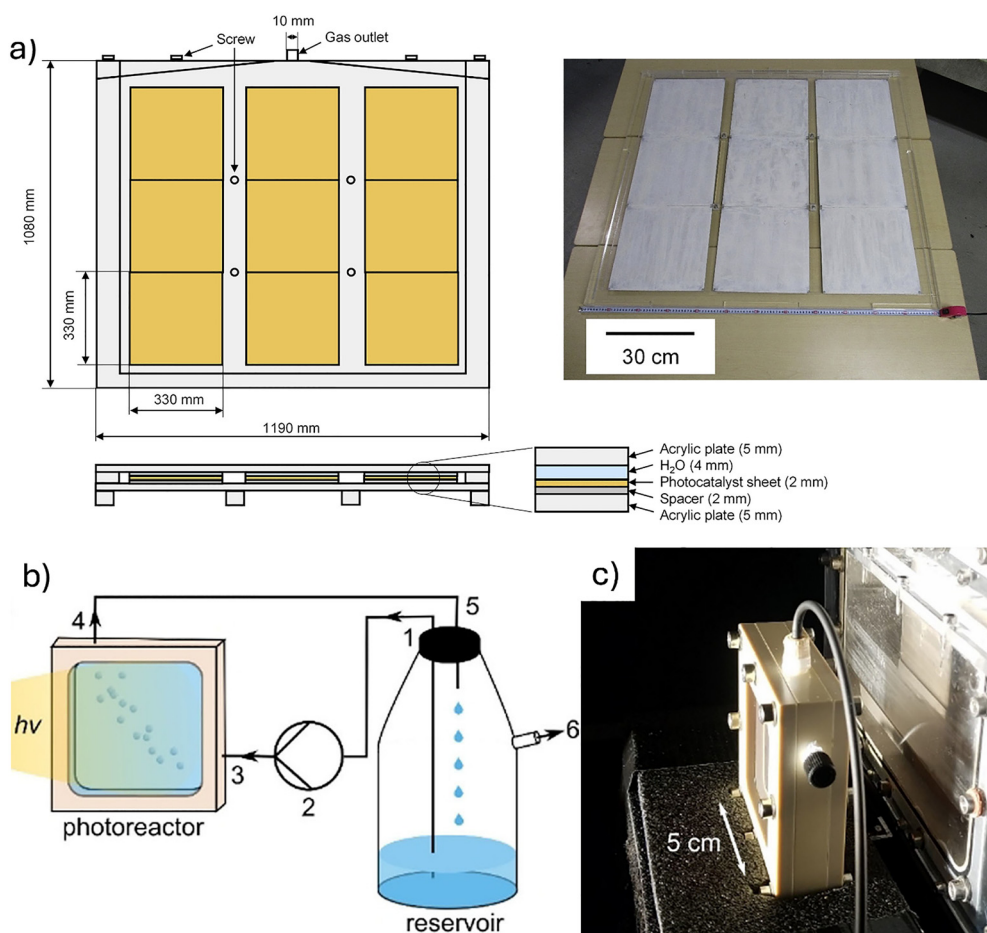 a)
10 mm
Screw
Gas outlet
1080 mm
330 mm
330 mm
1190 mm
30 cm
Acrylic plate (5 mm)
H₂O (4 mm)
Photocatalyst sheet (2 mm)
Spacer (2 mm)
Acrylic plate (5 mm)
b)
4
5
1
hv
3
2
6
photoreactor
reservoir
c)
5 cm